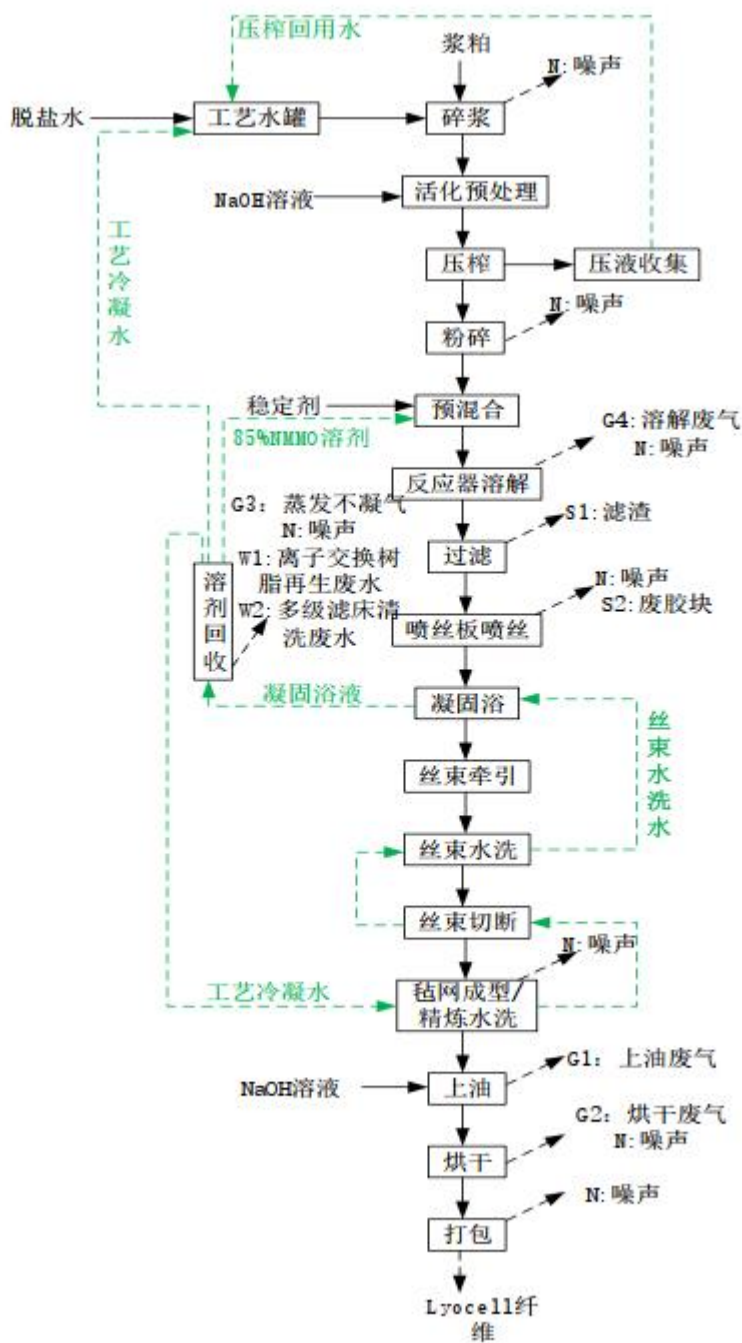 压榨回用水
浆粕
N:噪声
脱盐水
工艺水罐
碎浆
NaOH溶液
活化预处理
工艺冷凝水
压榨
压液收集
N:噪声
粉碎
稳定剂
预混合
85%NMMO溶剂
G4:溶解废气
N:噪声
反应器溶解
G3: 蒸发不凝气
N:噪声
S1:滤渣
过滤
W1:离子交换树
脂再生废水
溶剂回收
W2:多级滤床清
洗废水
N:噪声
S2:废胶块
喷丝板喷丝
凝固浴液
凝固浴
丝束水洗水
丝束牵引
丝束水洗
丝束切断
N:噪声
工艺冷凝水
毡网成型/
精炼水洗
G1: 上油废气
NaOH溶液
上油
G2: 烘干废气
N:噪声
烘干
N:噪声
打包
Lyocell纤
维